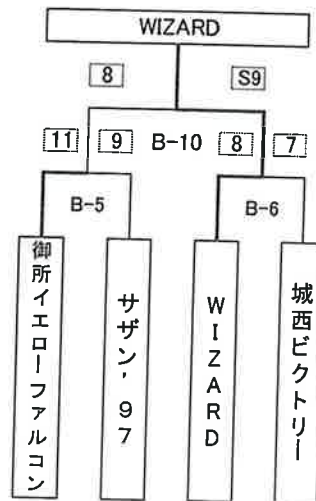 WIZARD
8 S9
11 9 B-10 8 7
B-5 B-6
御所イエローファルコン
サザン’97
WIZARD
城西ビクトリー